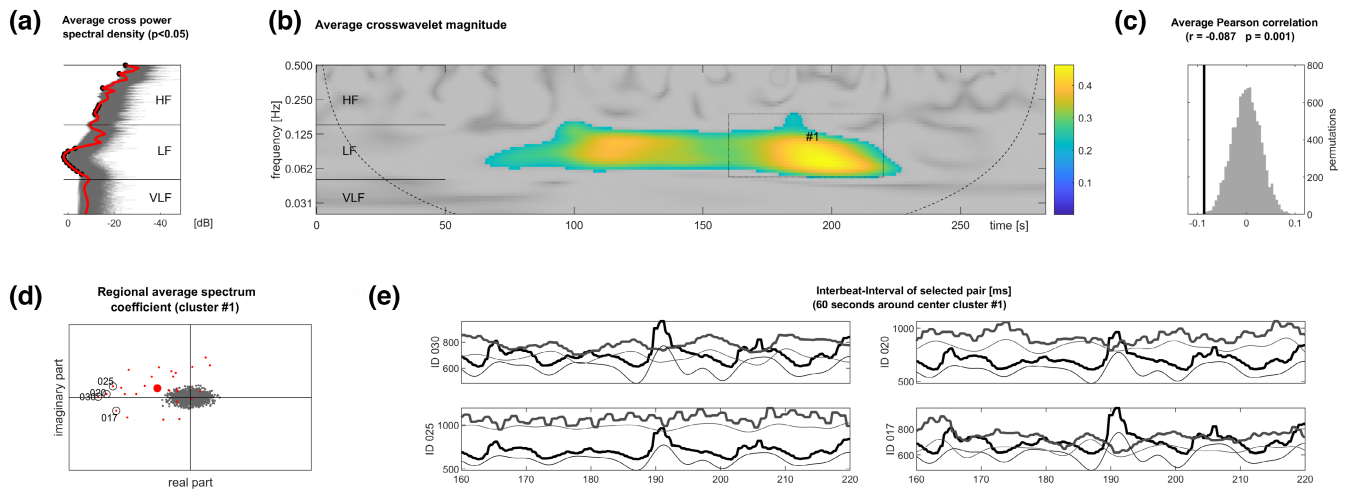 (a)
Average cross power
spectral density (p<0.05)
HF
LF
VLF
0 -20 -40 [dB]
(b)
Average crosswavelet magnitude
frequency [Hz]
0.500
0.250
0.125
0.062
0.031
HF
LF
VLF
#1
0 50 100 150 200 250 time [s]
0.4
0.3
0.2
0.1
(c)
Average Pearson correlation
(r = -0.087 p = 0.001)
800
600
400
200
0
permutations
-0.1 0 0.1
(d)
Regional average spectrum
coefficient (cluster #1)
imaginary part
025
020
030
017
real part
(e)
Interbeat-Interval of selected pair [ms]
(60 seconds around center cluster #1)
ID 030
800
600
ID 020
1000
500
ID 025
1000
500
160 170 180 190 200 210 220
ID 017
800
600
160 170 180 190 200 210 220